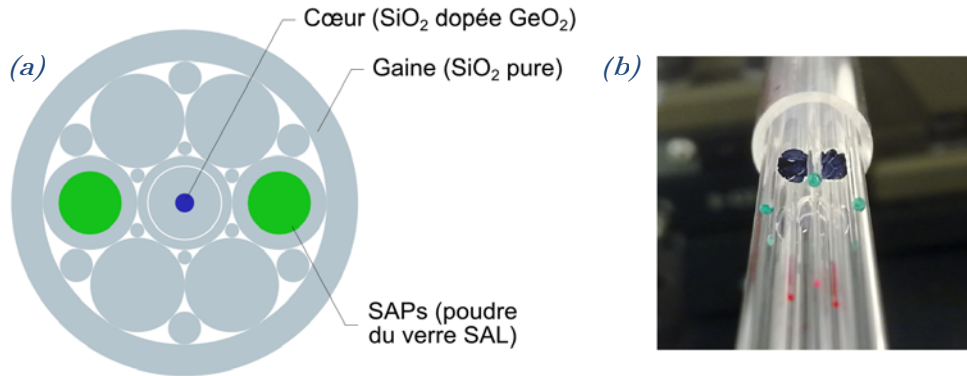 Cœur (SiO₂ dopée GeO₂)
(a)
Gaine (SiO₂ pure)
(b)
SAPs (poudre
du verre SAL)